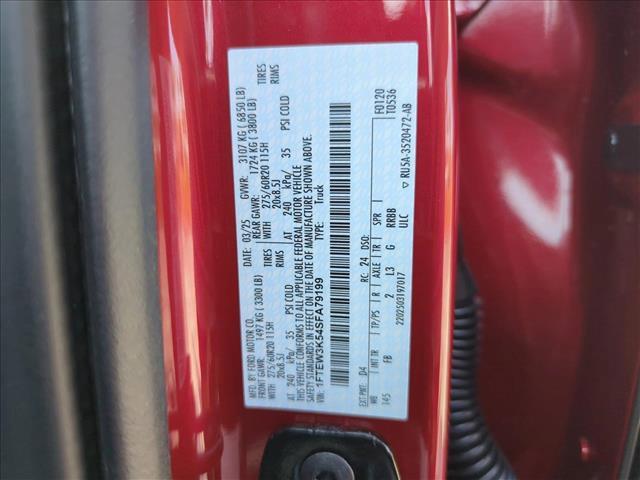 MFD. BY FORD MOTOR CO.
DATE: 03/25 GVWR: 3107 KG ( 6850 LB)
FRONT GAWR: 1497 KG ( 3300 LB) REAR GAWR: 1724 KG ( 3800 LB)
WITH 275/60R20 115H TIRES WITH 275/60R20 115H TIRES
20x8.5J RIMS 20x8.5J RIMS
AT 240 kPa/ 35 PSI COLD AT 240 kPa/ 35 PSI COLD
THIS VEHICLE CONFORMS TO ALL APPLICABLE FEDERAL MOTOR VEHICLE
SAFETY STANDARDS IN EFFECT ON THE DATE OF MANUFACTURE SHOWN ABOVE.
VIN: 1FTEW3K54SFA79199 TYPE: Truck
F0120
T0536
EXT PNT: D4 RC: 24 DSO:
WB INT TR TP/PS R AXLE TR SPR
145 FB 2 L3 G RRBB
ULC
2202503197017 ▽ RU5A-3520472-AB